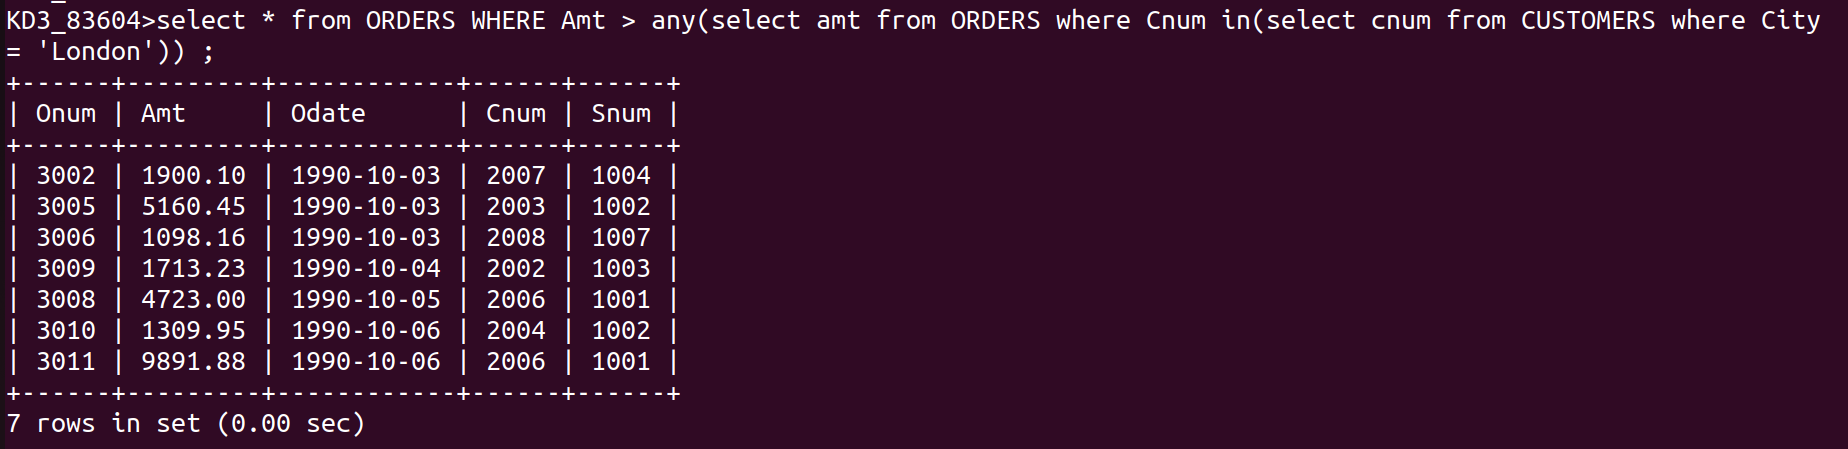 KD3_83604>select * from ORDERS WHERE Amt > any(select amt from ORDERS where Cnum in(select cnum from CUSTOMERS where City
= 'London')) ;
+------+---------+------------+------+------+
| Onum | Amt     | Odate      | Cnum | Snum |
+------+---------+------------+------+------+
| 3002 | 1900.10 | 1990-10-03 | 2007 | 1004 |
| 3005 | 5160.45 | 1990-10-03 | 2003 | 1002 |
| 3006 | 1098.16 | 1990-10-03 | 2008 | 1007 |
| 3009 | 1713.23 | 1990-10-04 | 2002 | 1003 |
| 3008 | 4723.00 | 1990-10-05 | 2006 | 1001 |
| 3010 | 1309.95 | 1990-10-06 | 2004 | 1002 |
| 3011 | 9891.88 | 1990-10-06 | 2006 | 1001 |
+------+---------+------------+------+------+
7 rows in set (0.00 sec)